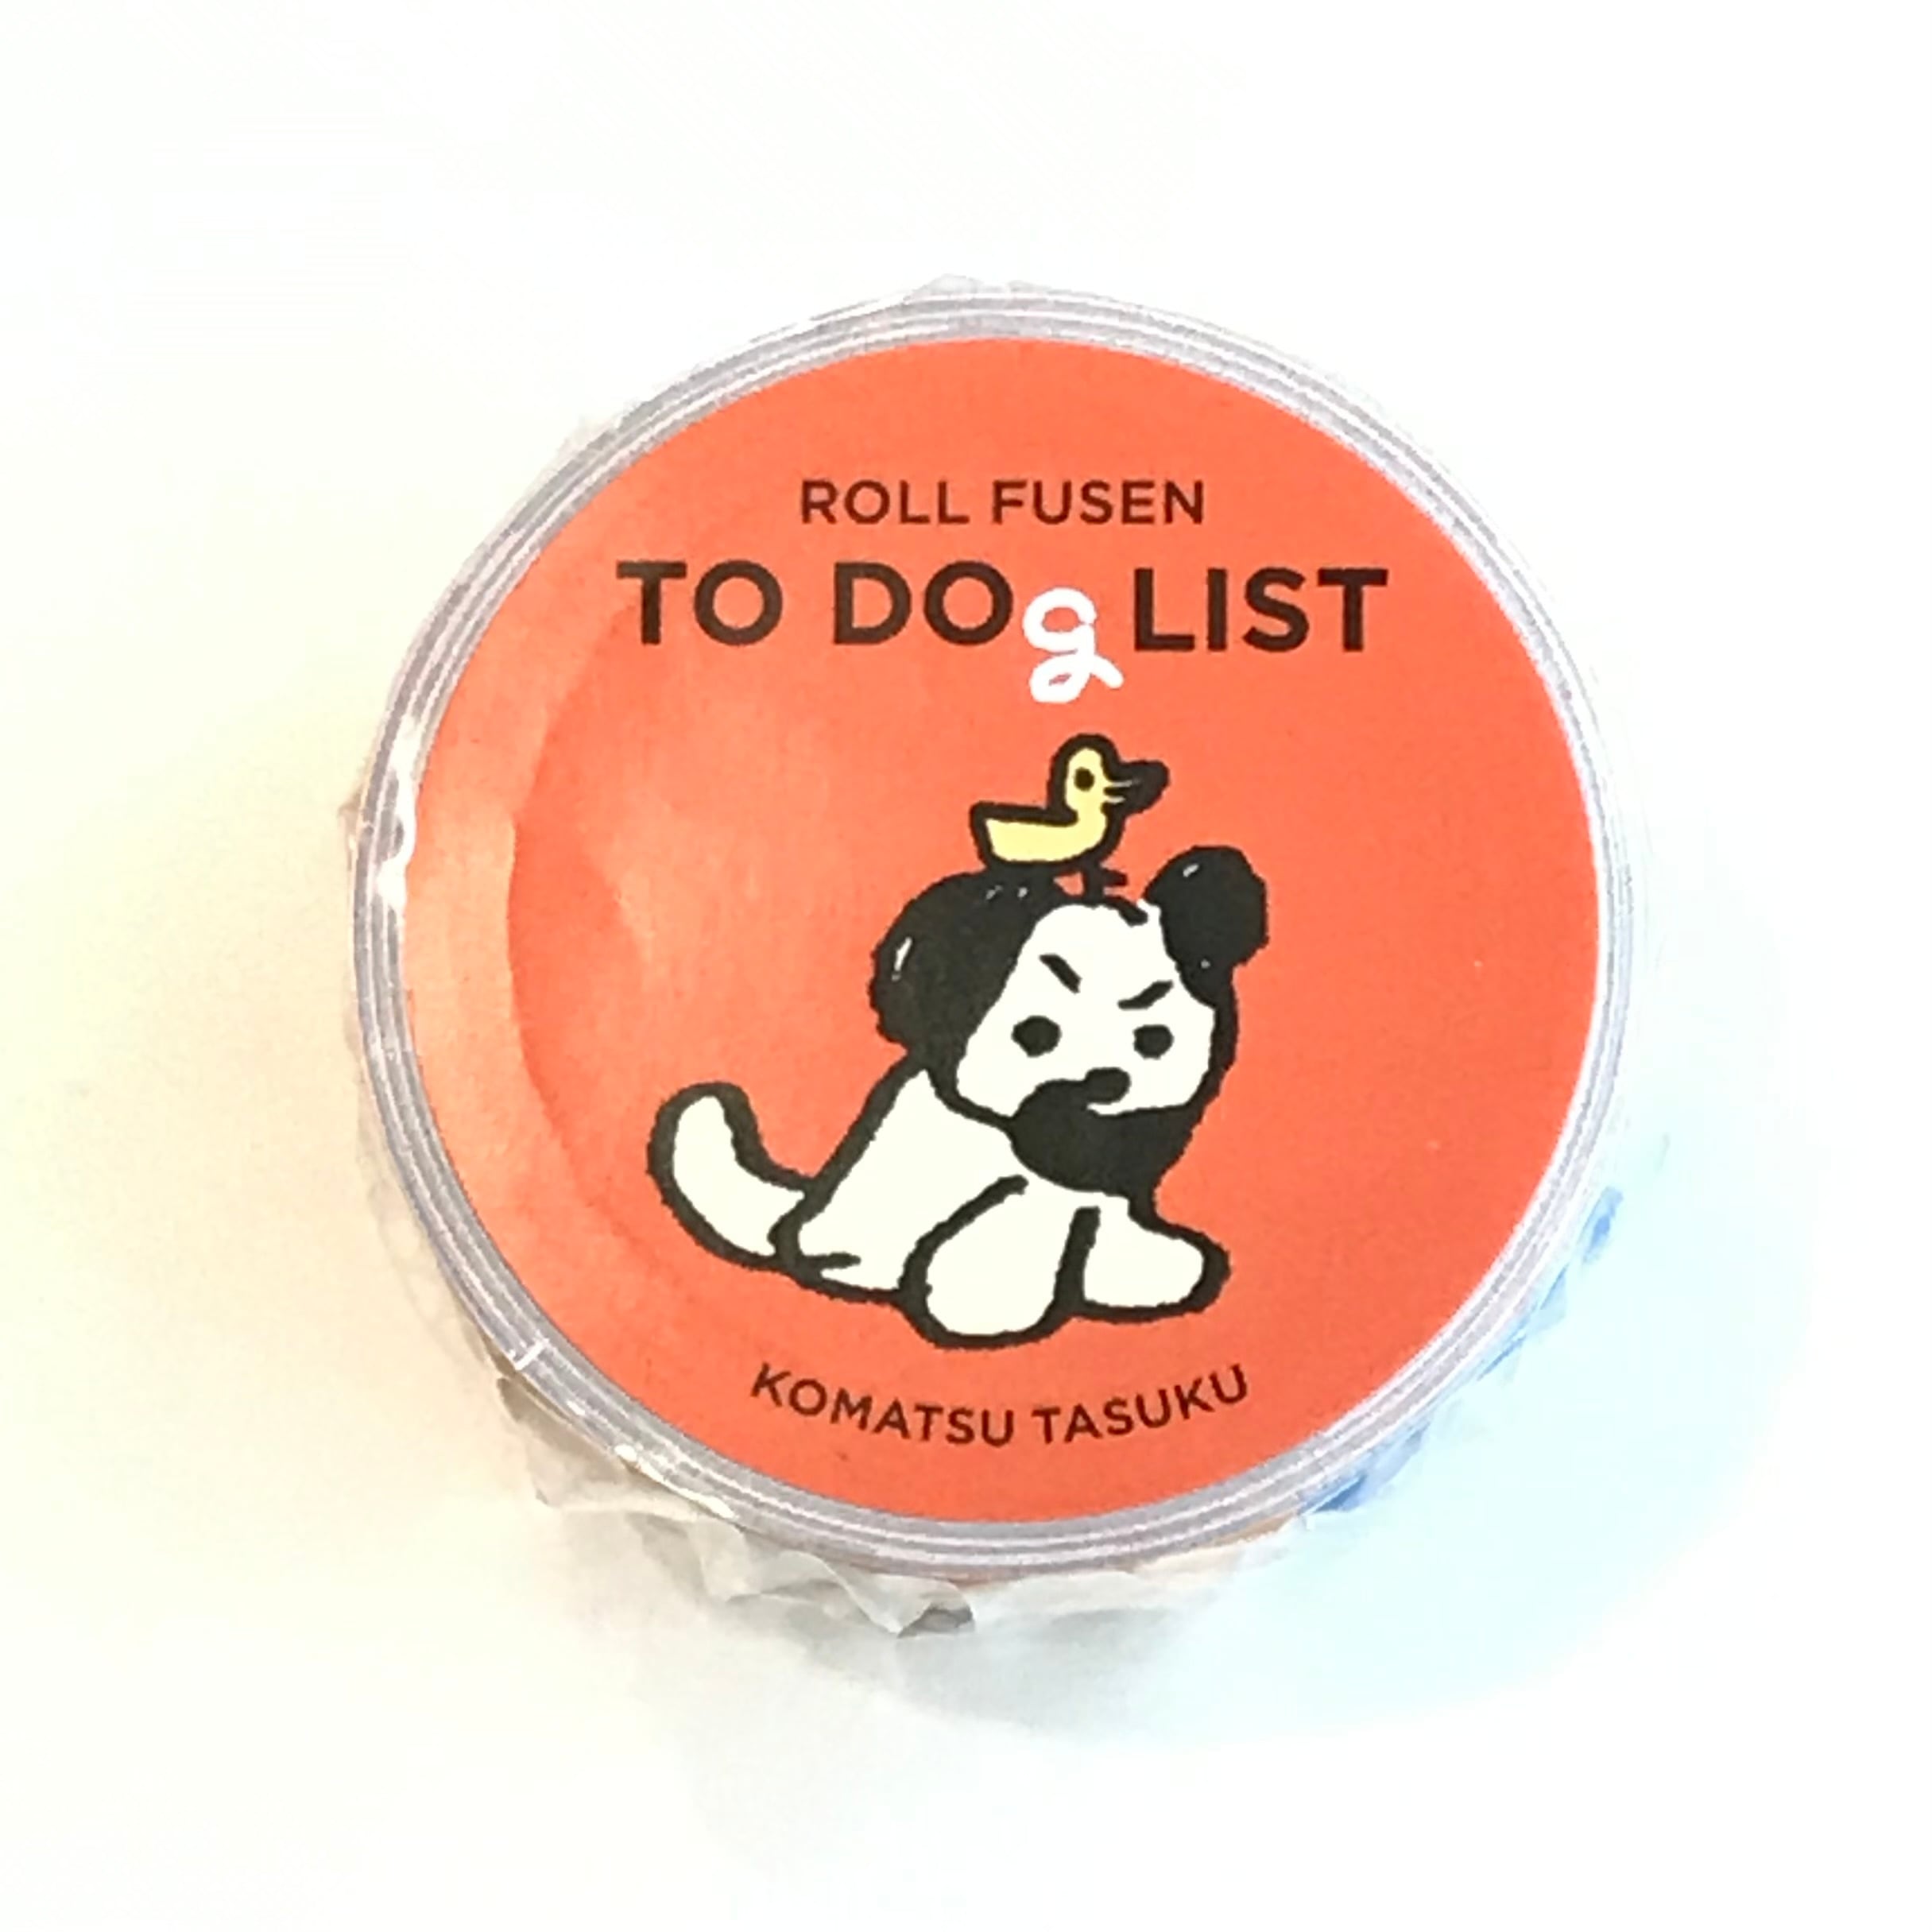 ROLL FUSEN
TO DOg LIST
KOMATSU TASUKU